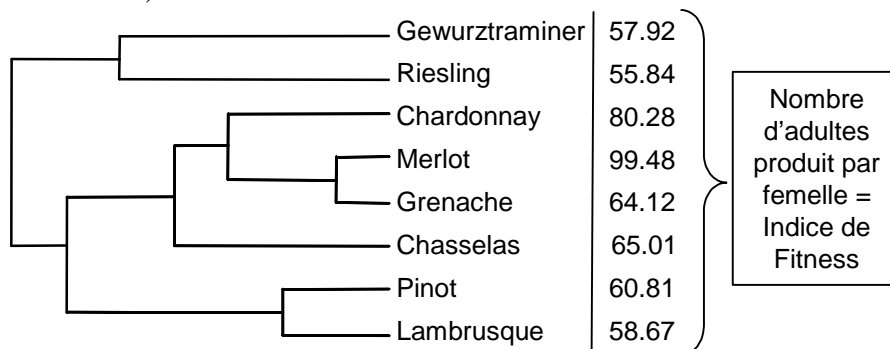 Gewurztraminer 57.92
Riesling 55.84
Chardonnay 80.28
Merlot 99.48
Grenache 64.12
Chasselas 65.01
Pinot 60.81
Lambrusque 58.67
Nombre
d'adultes
produit par
femelle =
Indice de
Fitness